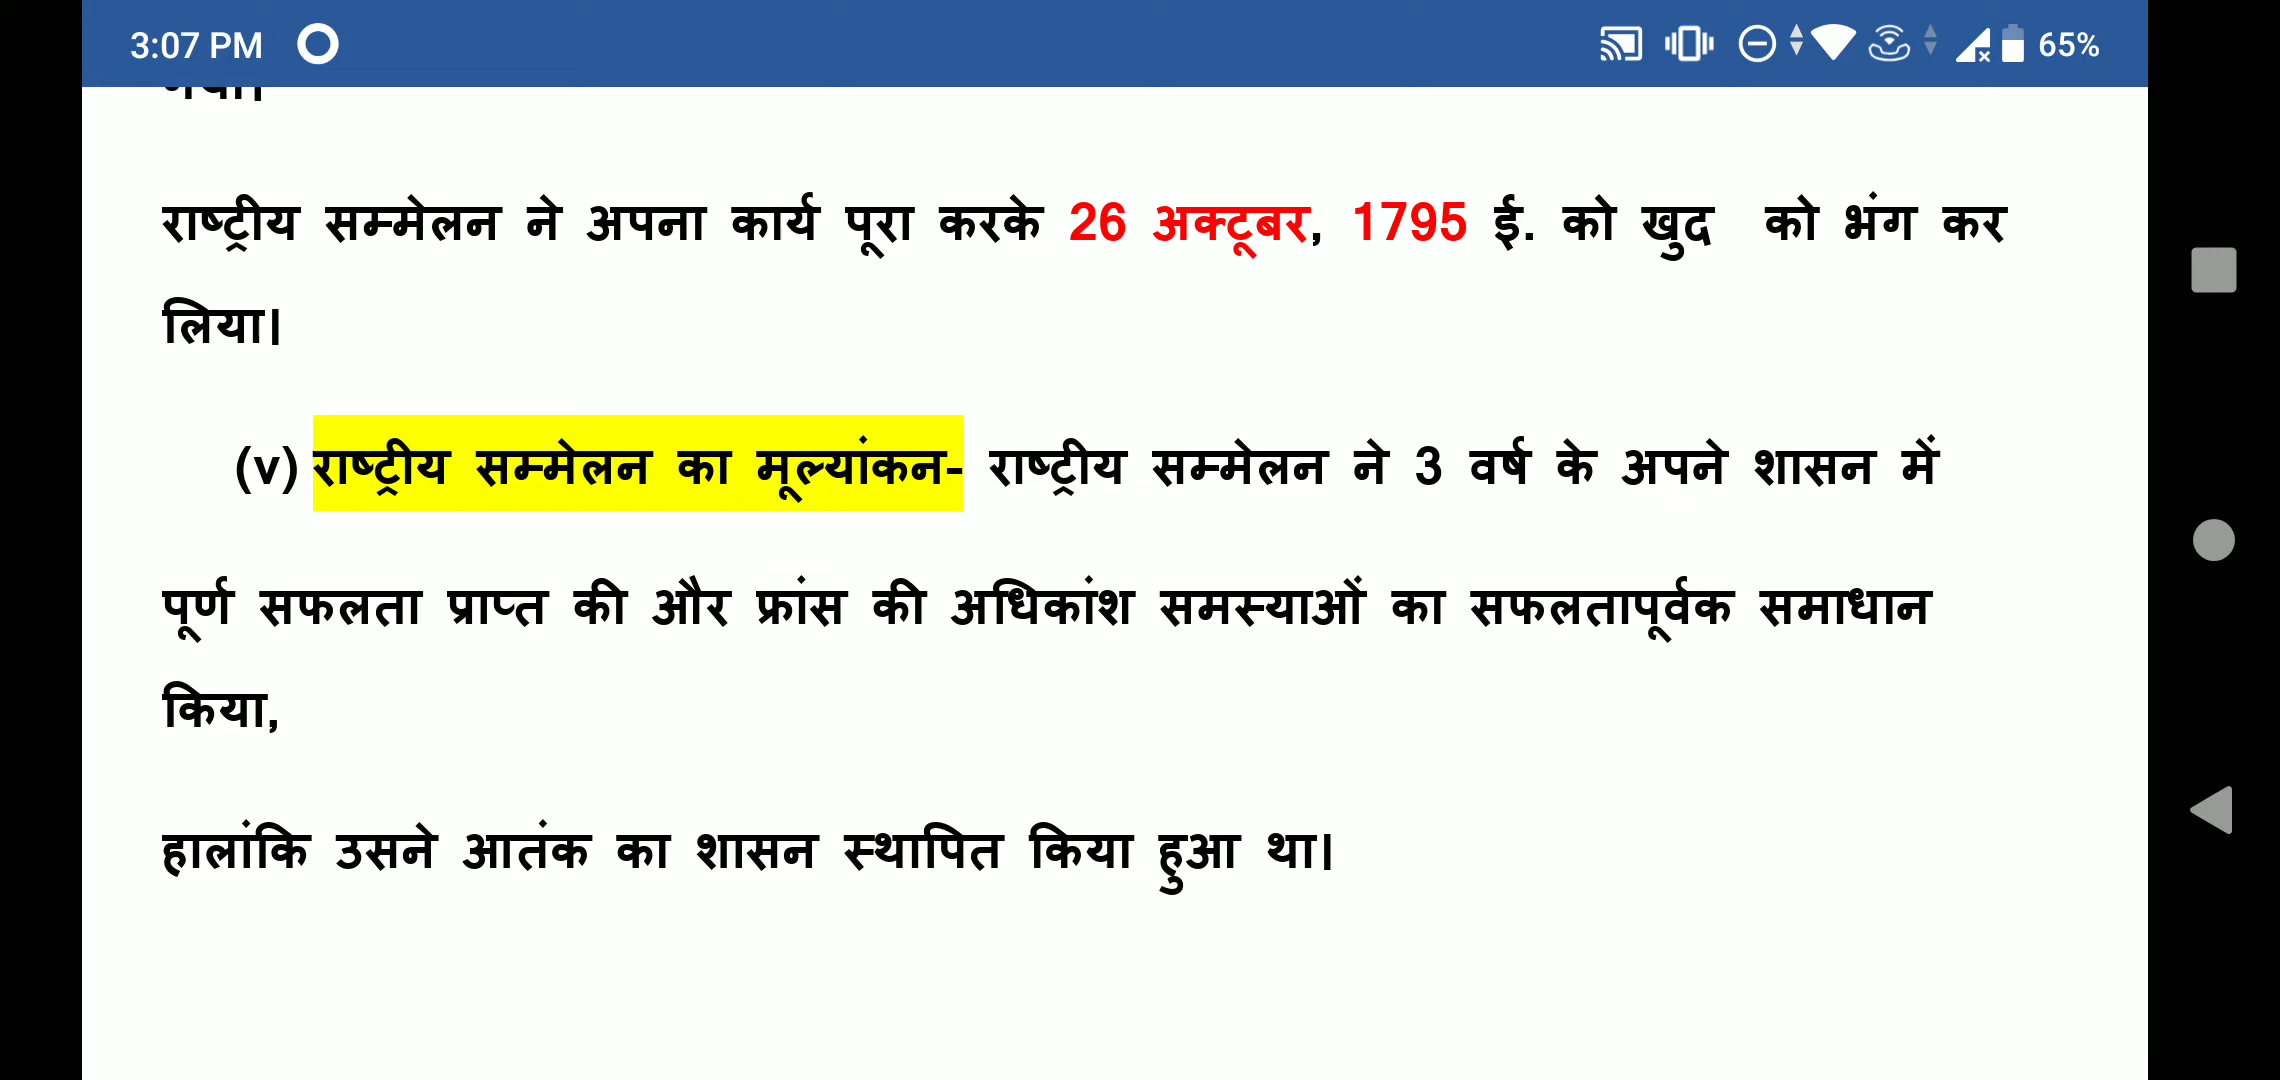 3:07 PM
65%
राष्ट्रीय सम्मेलन ने अपना कार्य पूरा करके 26 अक्टूबर, 1795 ई. को खुद को भंग कर
लिया।
(v) राष्ट्रीय सम्मेलन का मूल्यांकन- राष्ट्रीय सम्मेलन ने 3 वर्ष के अपने शासन में
पूर्ण सफलता प्राप्त की और फ्रांस की अधिकांश समस्याओं का सफलतापूर्वक समाधान
किया,
हालांकि उसने आतंक का शासन स्थापित किया हुआ था।